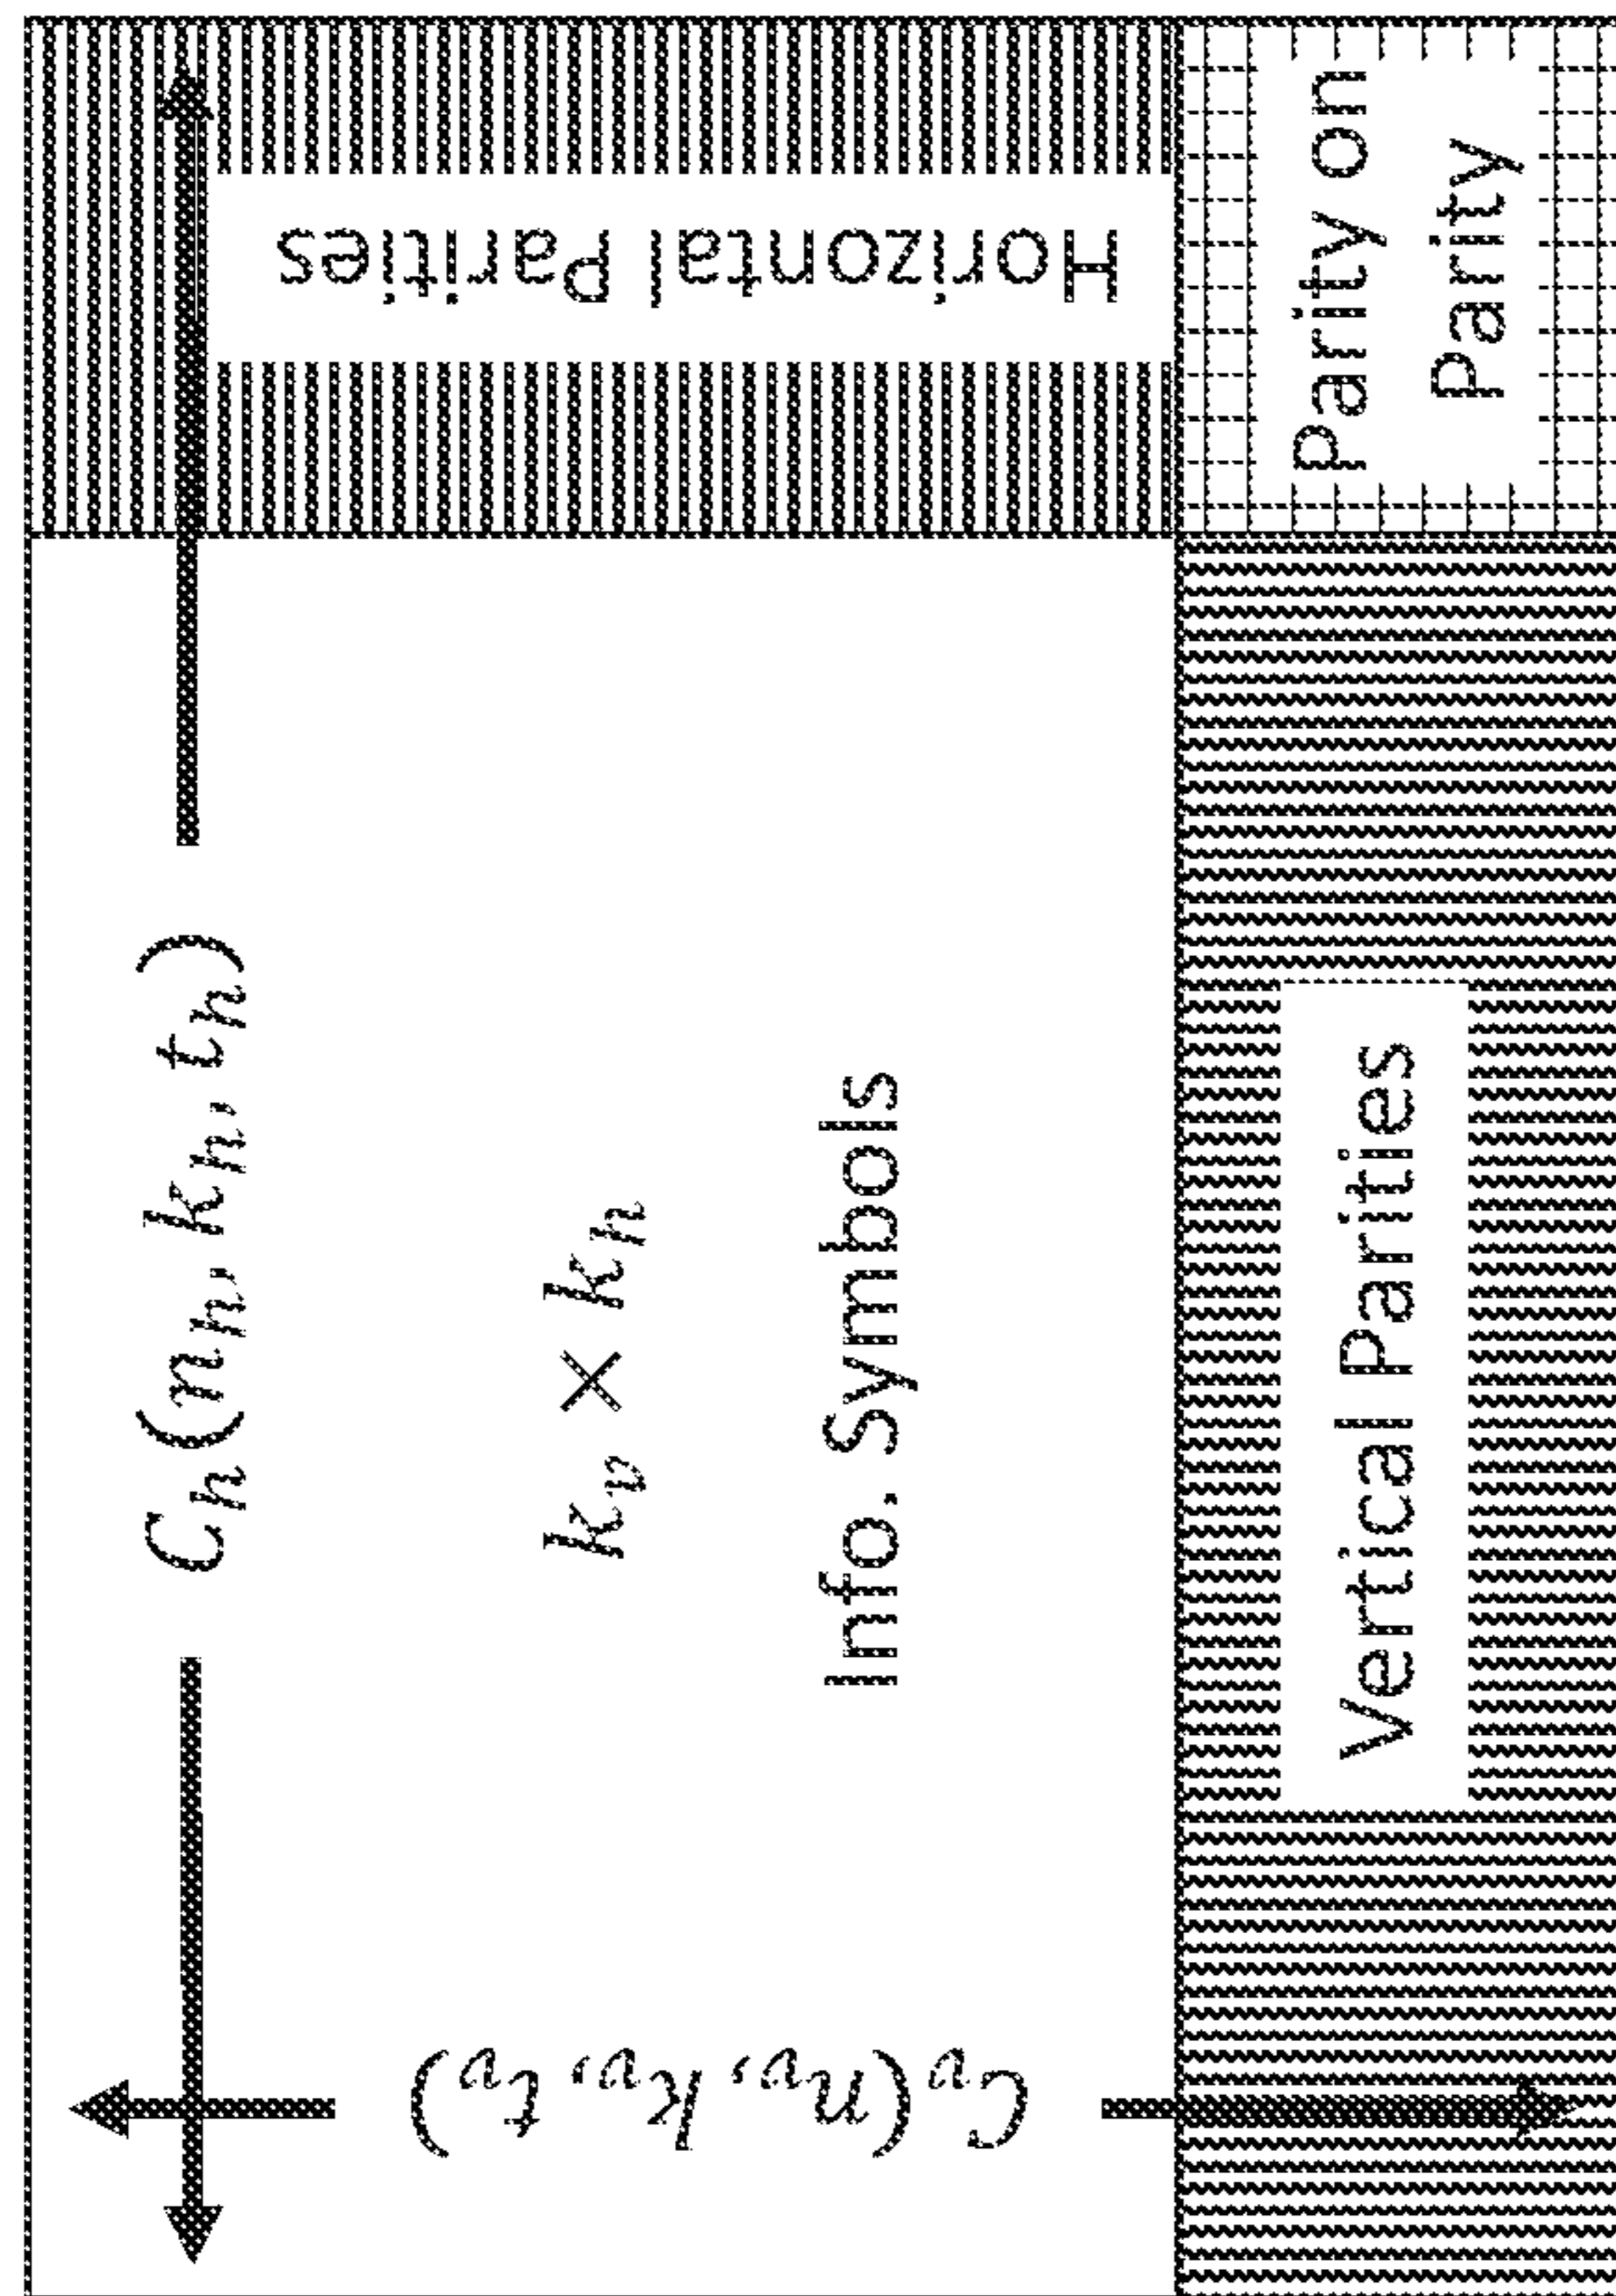 C_h(n_h, k_h, t_h)
C_v(n_v, k_v, t_v)
k_v × k_h
Info. Symbols
Horizontal Parities
Vertical Parities
Parity on
Parity